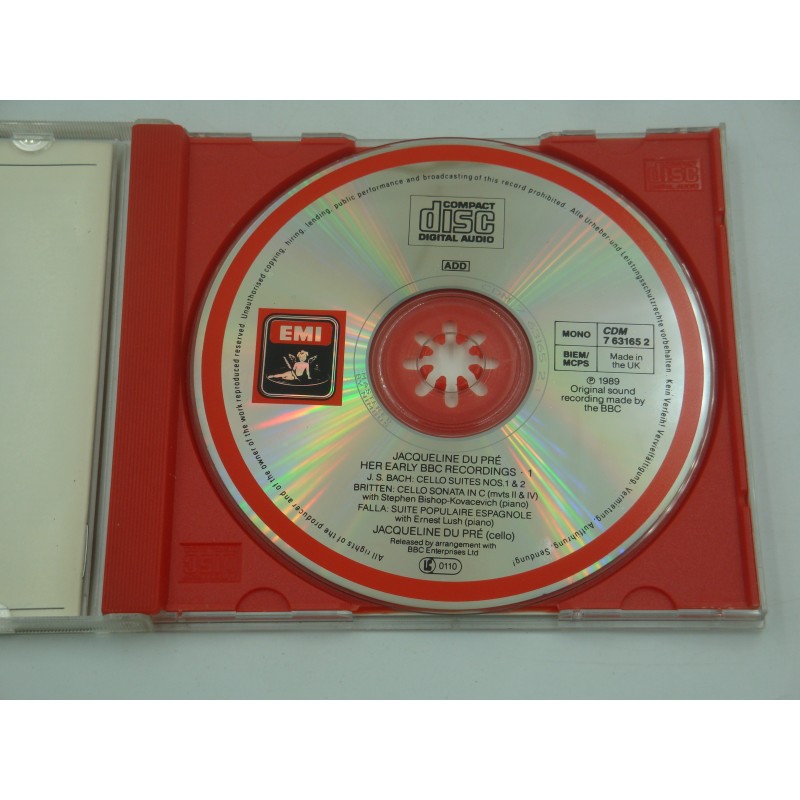 All rights of the producer and of the owner of the work reproduced reserved. Unauthorised copying, hiring, lending, public performance and broadcasting of this record prohibited. Alle Urheber und Leistungsschutzrechte vorbehalten. Kein Verleih! Vervielfältigung, Vermietung, Aufführung, Sendung!
COMPACT
disc
DIGITAL AUDIO
ADD
EMI
MONO
CDM
7 63165 2
BIEM/
MCPS
Made in
the UK
℗ 1989
Original sound
recording made by
the BBC
JACQUELINE DU PRÉ
HER EARLY BBC RECORDINGS · 1
J. S. BACH: CELLO SUITES NOS. 1 & 2
BRITTEN: CELLO SONATA IN C (mvts II & IV)
with Stephen Bishop-Kovacevich (piano)
FALLA: SUITE POPULAIRE ESPAGNOLE
with Ernest Lush (piano)
JACQUELINE DU PRÉ (cello)
Released by arrangement with
BBC Enterprises Ltd
LC 0110
disc
DIGITAL AUDIO